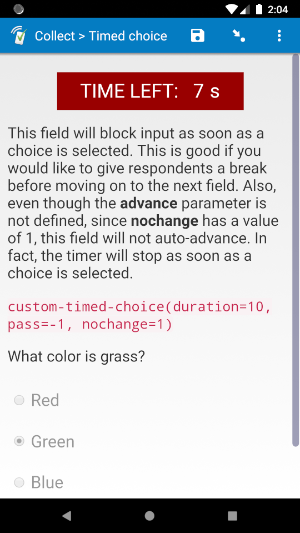 2:04
Collect > Timed choice
TIME LEFT: 7 s
This field will block input as soon as a
choice is selected. This is good if you
would like to give respondents a break
before moving on to the next field. Also,
even though the advance parameter is
not defined, since nochange has a value
of 1, this field will not auto-advance. In
fact, the timer will stop as soon as a
choice is selected.
custom-timed-choice(duration=10,
pass=-1, nochange=1)
What color is grass?
Red
Green
Blue